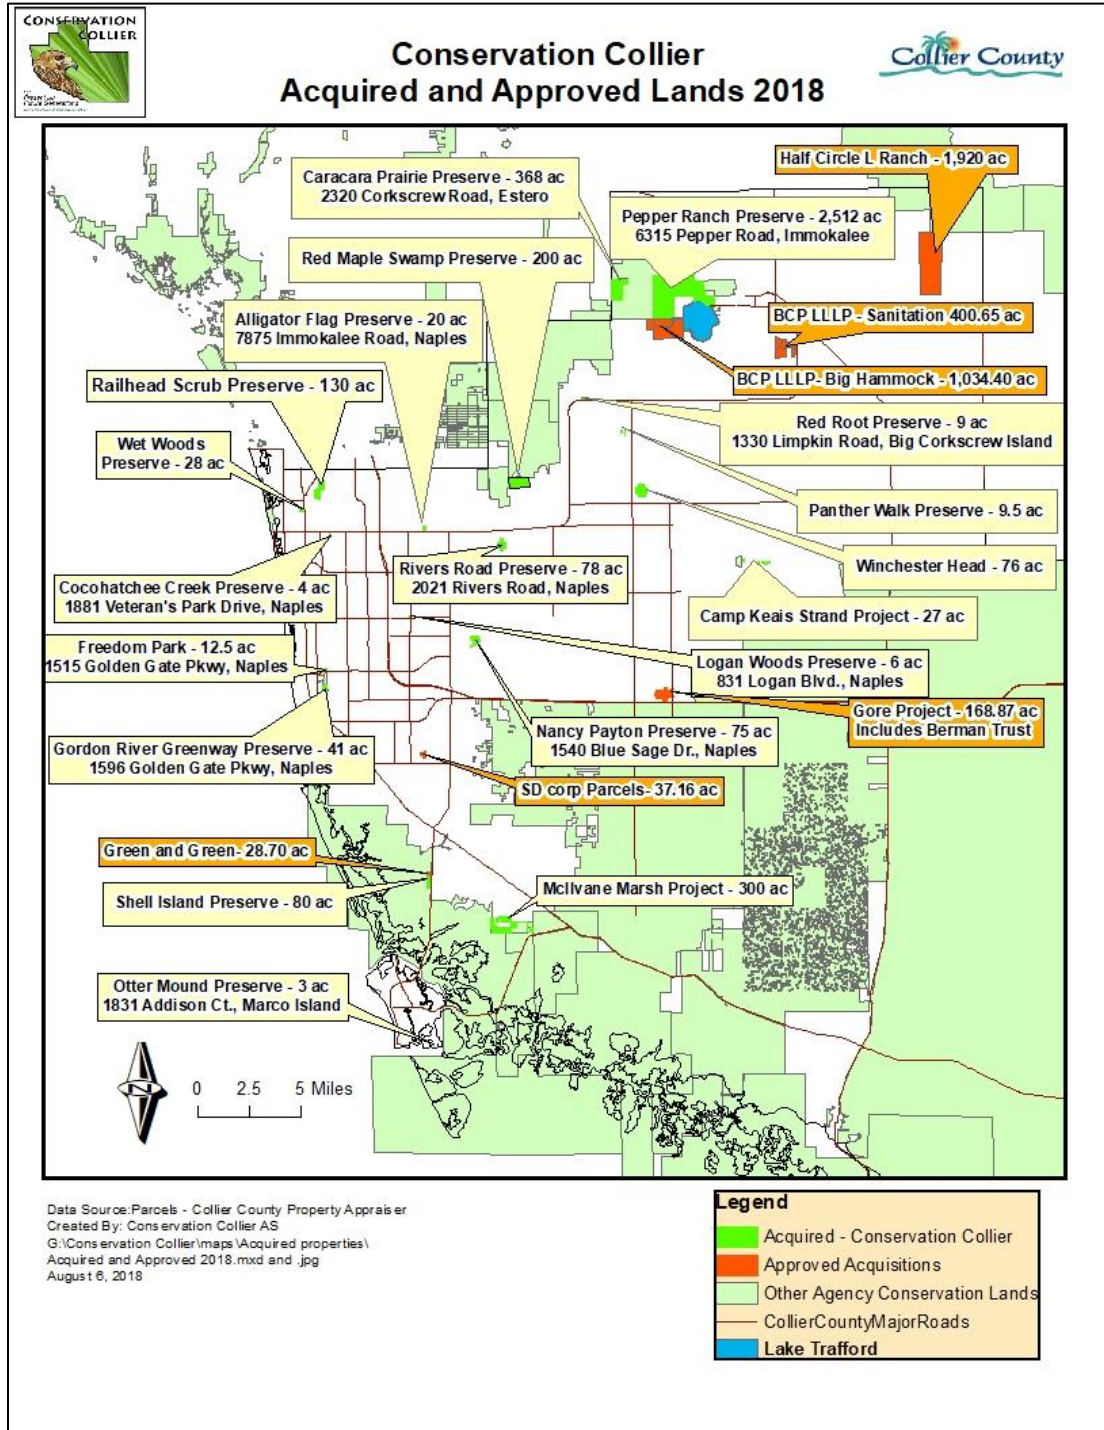 CONSERVATION
COLLIER
Conservation Collier
Acquired and Approved Lands 2018
Collier County
Half Circle L Ranch - 1,920 ac
Caracara Prairie Preserve - 368 ac
2320 Corkscrew Road, Estero
Pepper Ranch Preserve - 2,512 ac
6315 Pepper Road, Immokalee
Red Maple Swamp Preserve - 200 ac
Alligator Flag Preserve - 20 ac
7875 Immokalee Road, Naples
BCP LLLP - Sanitation 400.65 ac
Railhead Scrub Preserve - 130 ac
BCP LLLP- Big Hammock - 1,034.40 ac
Red Root Preserve - 9 ac
1330 Limpkin Road, Big Corkscrew Island
Wet Woods
Preserve - 28 ac
Panther Walk Preserve - 9.5 ac
Winchester Head - 76 ac
Rivers Road Preserve - 78 ac
2021 Rivers Road, Naples
Cocohatchee Creek Preserve - 4 ac
1881 Veteran's Park Drive, Naples
Camp Keais Strand Project - 27 ac
Freedom Park - 12.5 ac
1515 Golden Gate Pkwy, Naples
Logan Woods Preserve - 6 ac
831 Logan Blvd., Naples
Gore Project - 168.87 ac
Includes Berman Trust
Nancy Payton Preserve - 75 ac
1540 Blue Sage Dr., Naples
Gordon River Greenway Preserve - 41 ac
1596 Golden Gate Pkwy, Naples
SD corp Parcels- 37.16 ac
Green and Green- 28.70 ac
Shell Island Preserve - 80 ac
McIlvane Marsh Project - 300 ac
Otter Mound Preserve - 3 ac
1831 Addison Ct., Marco Island
N
0 2.5 5 Miles
Data Source:Parcels - Collier County Property Appraiser
Created By: Conservation Collier AS
G:\Conservation Collier\maps\Acquired properties\
Acquired and Approved 2018.mxd and .jpg
August 6, 2018
Legend
Acquired - Conservation Collier
Approved Acquisitions
Other Agency Conservation Lands
CollierCountyMajorRoads
Lake Trafford